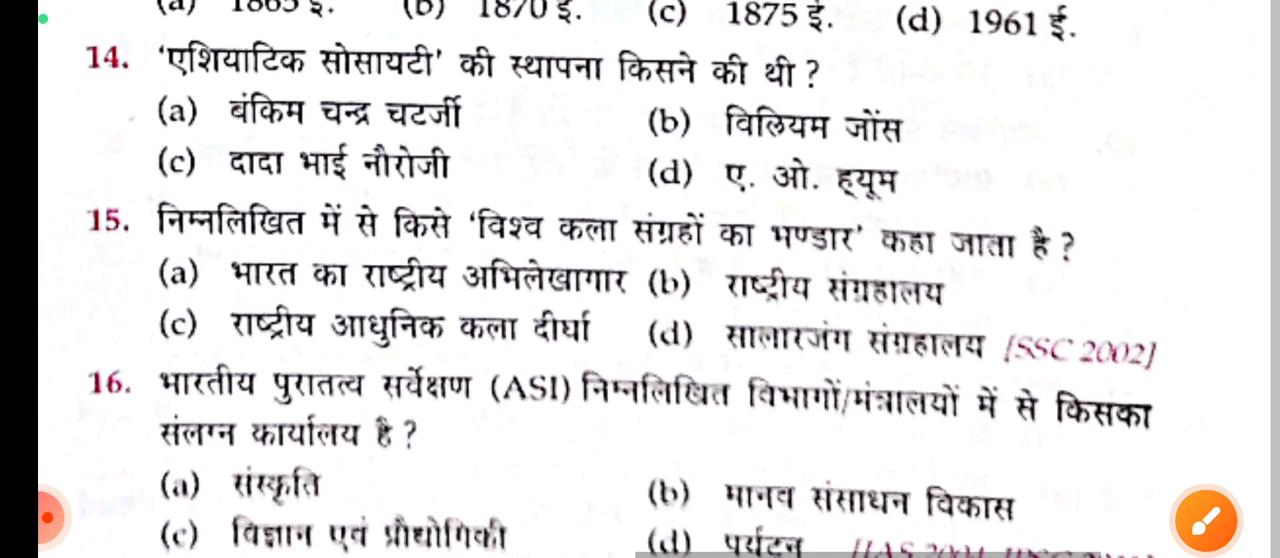 (a) 1865 ई. (b) 1870 ई. (c) 1875 ई. (d) 1961 ई.
14. ‘एशियाटिक सोसायटी’ की स्थापना किसने की थी ?
(a) बंकिम चन्द्र चटर्जी (b) विलियम जोंस
(c) दादा भाई नौरोजी (d) ए. ओ. ह्यूम
15. निम्नलिखित में से किसे ‘विश्व कला संग्रहों का भण्डार’ कहा जाता है ?
(a) भारत का राष्ट्रीय अभिलेखागार (b) राष्ट्रीय संग्रहालय
(c) राष्ट्रीय आधुनिक कला दीर्घा (d) सालारजंग संग्रहालय [SSC 2002]
16. भारतीय पुरातत्व सर्वेक्षण (ASI) निम्नलिखित विभागों/मंत्रालयों में से किसका
संलग्न कार्यालय है ?
(a) संस्कृति (b) मानव संसाधन विकास
(c) विज्ञान एवं प्रौद्योगिकी (d) पर्यटन